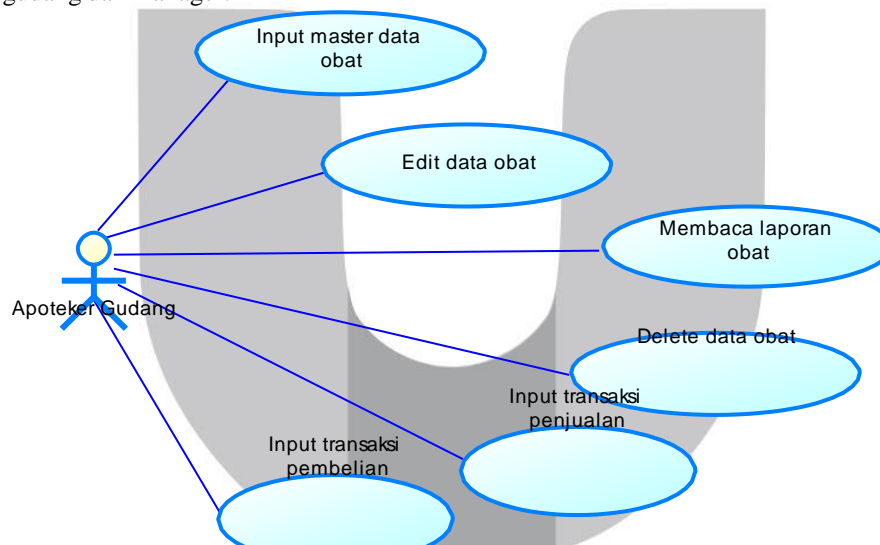 Input master data
obat
Edit data obat
Membaca laporan
obat
Apoteker Gudang
Delete data obat
Input transaksi
penjualan
Input transaksi
pembelian